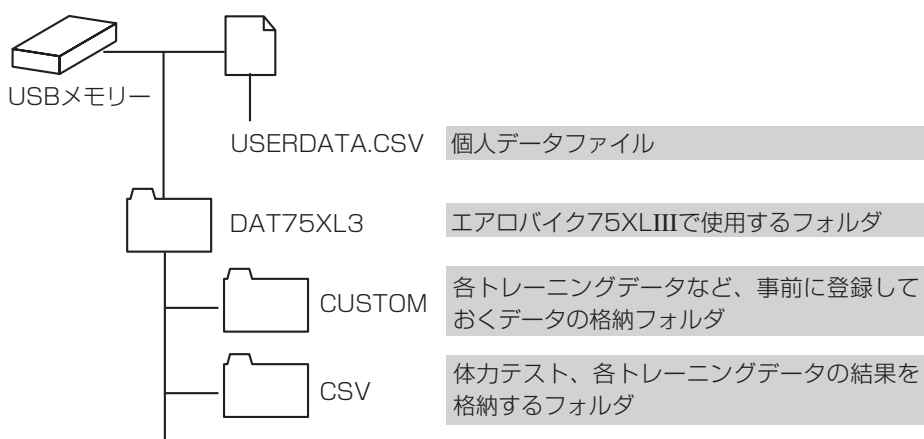 USBメモリー
USERDATA.CSV 個人データファイル
DAT75XL3 エアロバイク75XLⅢで使用するフォルダ
CUSTOM 各トレーニングデータなど、事前に登録して
おくデータの格納フォルダ
CSV 体力テスト、各トレーニングデータの結果を
格納するフォルダ